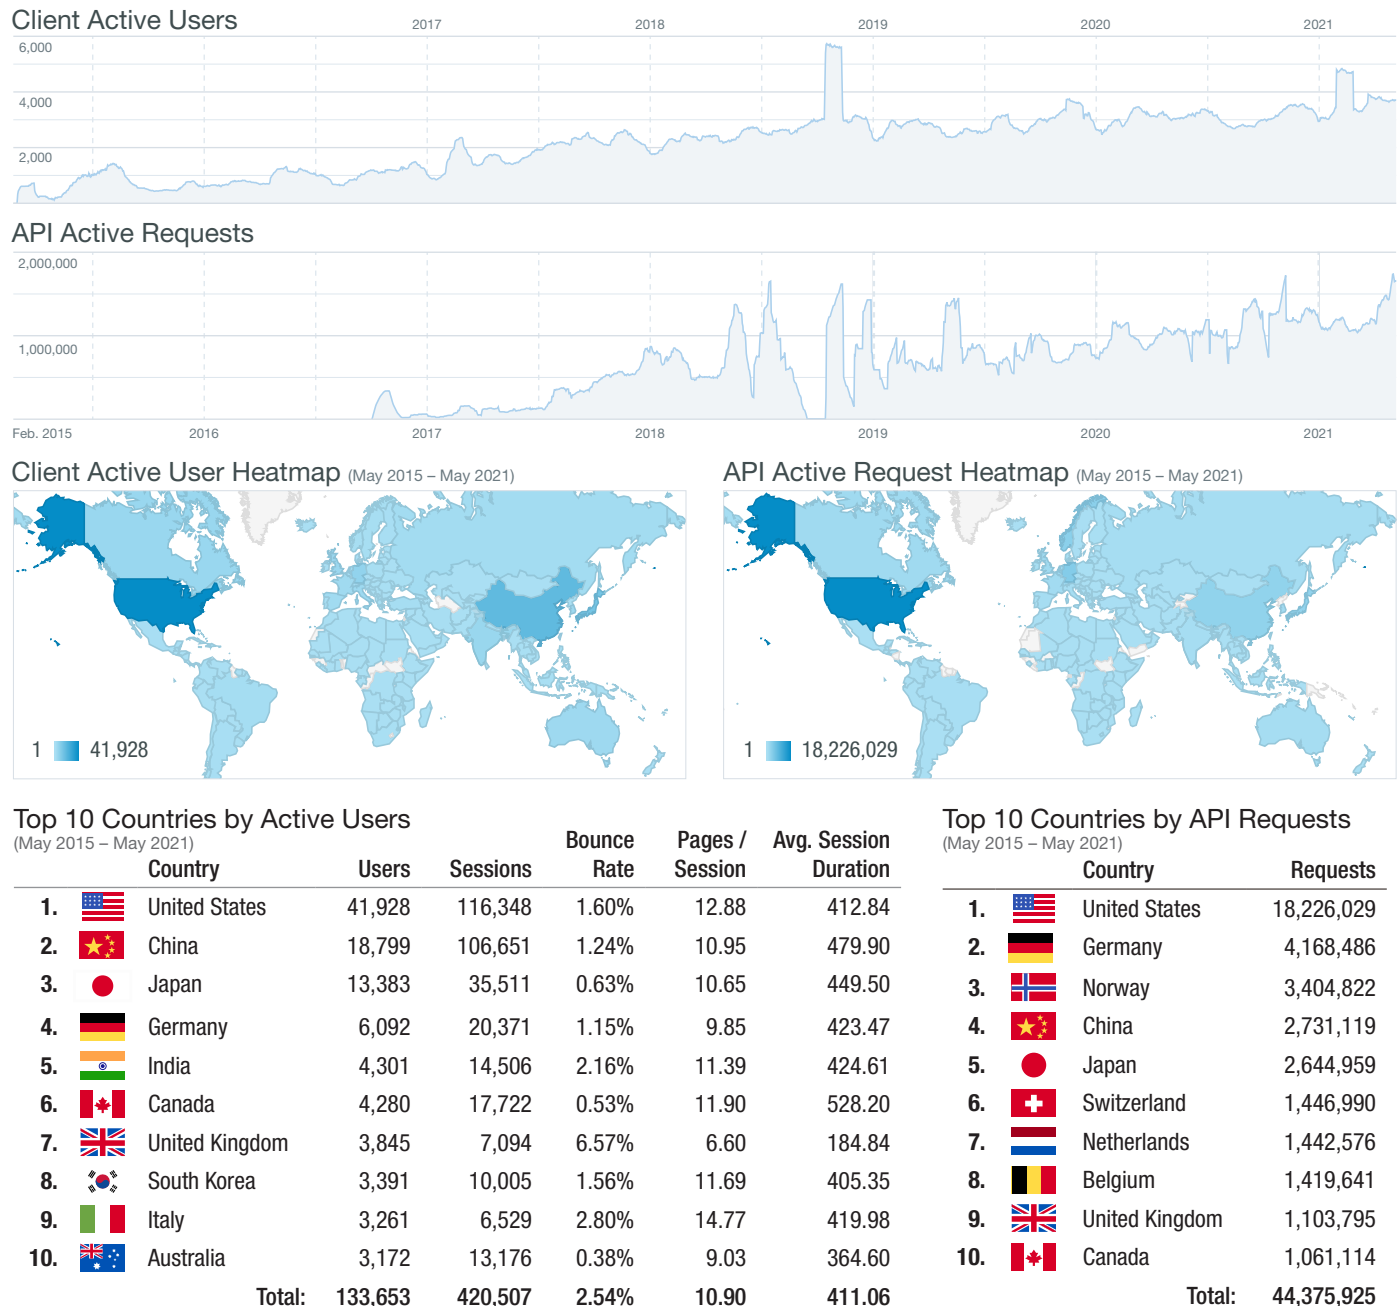 Client Active Users
2017 2018 2019 2020 2021
6,000
4,000
2,000
API Active Requests
2,000,000
1,000,000
Feb. 2015 2016 2017 2018 2019 2020 2021
Client Active User Heatmap (May 2015 – May 2021)
1 41,928
API Active Request Heatmap (May 2015 – May 2021)
1 18,226,029
Top 10 Countries by Active Users
(May 2015 – May 2021)
Country Users Sessions Bounce Rate Pages / Session Avg. Session Duration
1. United States 41,928 116,348 1.60% 12.88 412.84
2. China 18,799 106,651 1.24% 10.95 479.90
3. Japan 13,383 35,511 0.63% 10.65 449.50
4. Germany 6,092 20,371 1.15% 9.85 423.47
5. India 4,301 14,506 2.16% 11.39 424.61
6. Canada 4,280 17,722 0.53% 11.90 528.20
7. United Kingdom 3,845 7,094 6.57% 6.60 184.84
8. South Korea 3,391 10,005 1.56% 11.69 405.35
9. Italy 3,261 6,529 2.80% 14.77 419.98
10. Australia 3,172 13,176 0.38% 9.03 364.60
Total: 133,653 420,507 2.54% 10.90 411.06
Top 10 Countries by API Requests
(May 2015 – May 2021)
Country Requests
1. United States 18,226,029
2. Germany 4,168,486
3. Norway 3,404,822
4. China 2,731,119
5. Japan 2,644,959
6. Switzerland 1,446,990
7. Netherlands 1,442,576
8. Belgium 1,419,641
9. United Kingdom 1,103,795
10. Canada 1,061,114
Total: 44,375,925